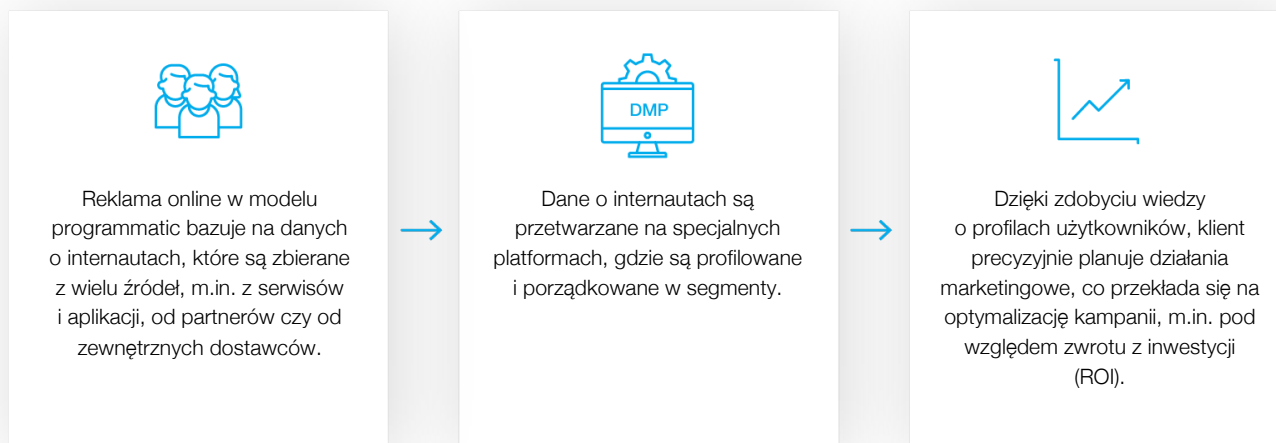 Reklama online w modelu
programmatic bazuje na danych
o internautach, które są zbierane
z wielu źródeł, m.in. z serwisów
i aplikacji, od partnerów czy od
zewnętrznych dostawców.
DMP
Dane o internautach są
przetwarzane na specjalnych
platformach, gdzie są profilowane
i porządkowane w segmenty.
Dzięki zdobyciu wiedzy
o profilach użytkowników, klient
precyzyjnie planuje działania
marketingowe, co przekłada się na
optymalizację kampanii, m.in. pod
względem zwrotu z inwestycji
(ROI).